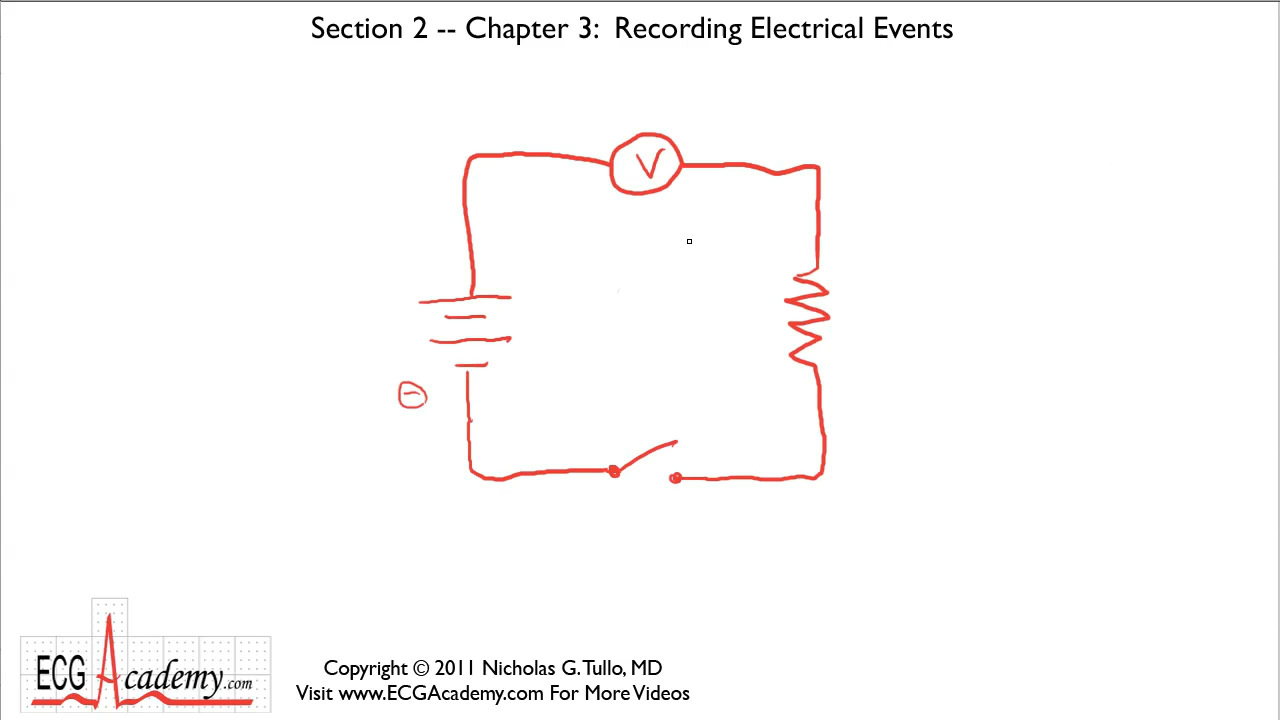 Section 2 -- Chapter 3: Recording Electrical Events
V
−
ECG Academy.com
Copyright © 2011 Nicholas G. Tullo, MD
Visit www.ECGAcademy.com For More Videos